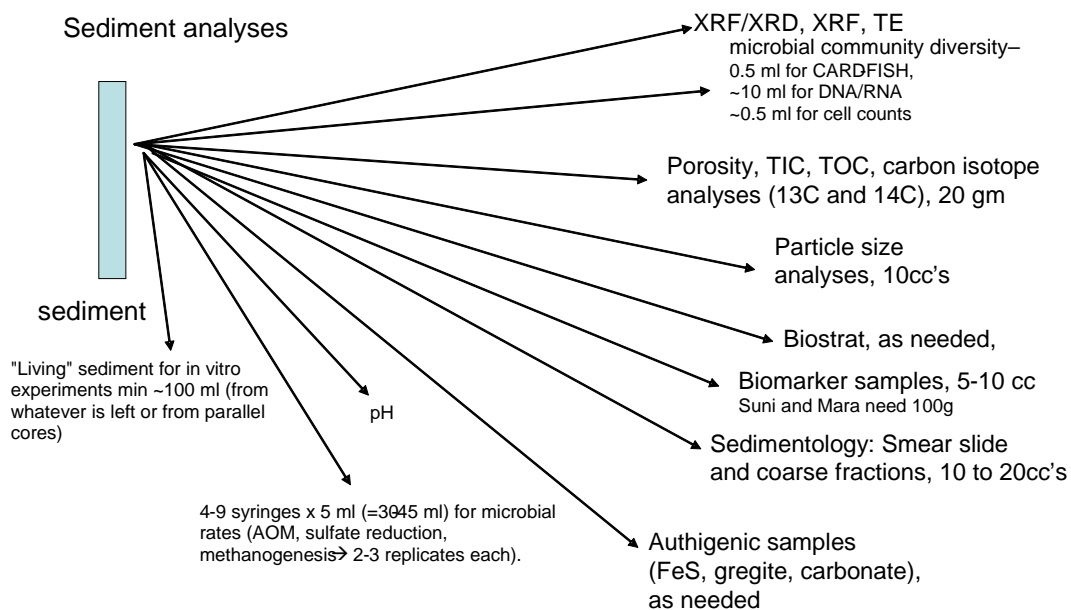 Sediment analyses
XRF/XRD, XRF, TE
microbial community diversity–
0.5 ml for CARD-FISH,
~10 ml for DNA/RNA
~0.5 ml for cell counts
Porosity, TIC, TOC, carbon isotope
analyses (13C and 14C), 20 gm
Particle size
analyses, 10cc's
sediment
Biostrat, as needed,
"Living" sediment for in vitro
experiments min ~100 ml (from
whatever is left or from parallel
cores)
Biomarker samples, 5-10 cc
Suni and Mara need 100g
pH
Sedimentology: Smear slide
and coarse fractions, 10 to 20cc's
4-9 syringes x 5 ml (=30-45 ml) for microbial
rates (AOM, sulfate reduction,
methanogenesis→ 2-3 replicates each).
Authigenic samples
(FeS, gregite, carbonate),
as needed